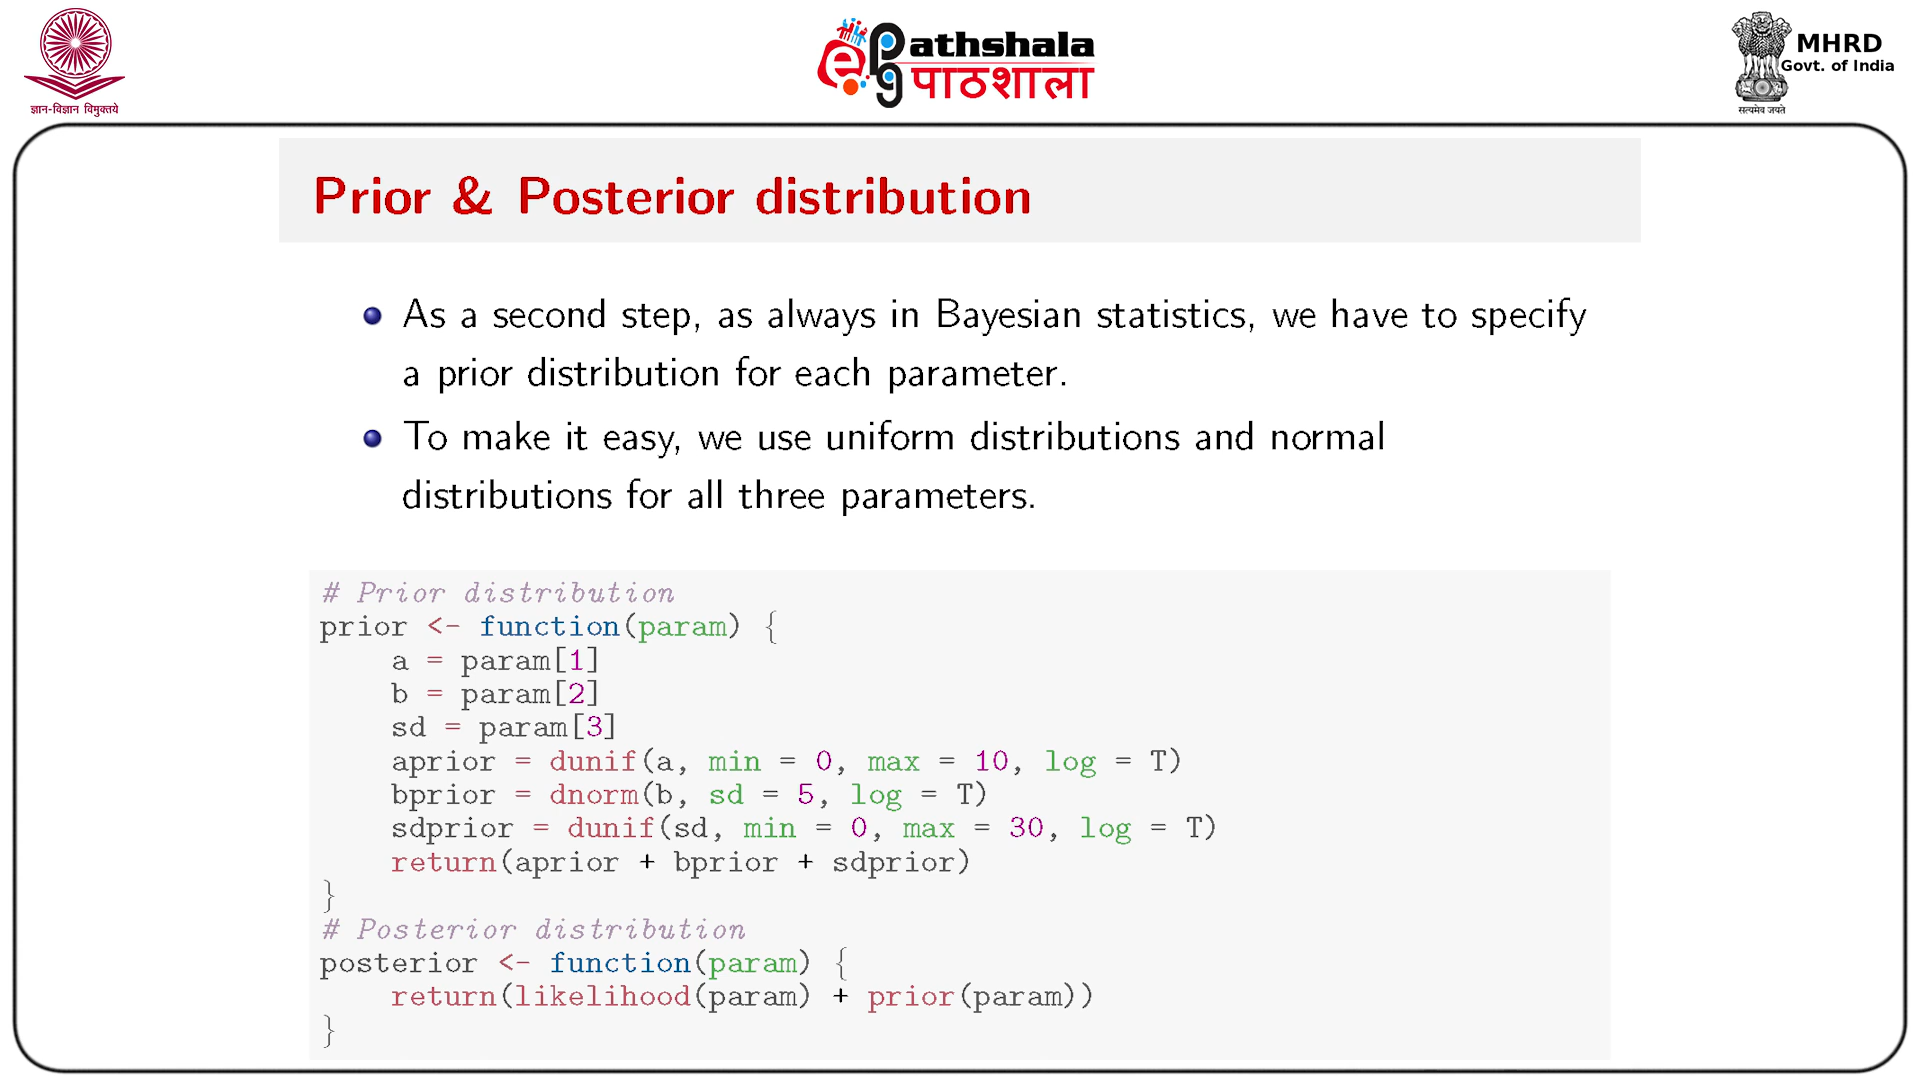 ज्ञान-विज्ञान विमुक्तये
ePG Pathshala
पाठशाला
MHRD
Govt. of India
सत्यमेव जयते
Prior & Posterior distribution
As a second step, as always in Bayesian statistics, we have to specify
a prior distribution for each parameter.
To make it easy, we use uniform distributions and normal
distributions for all three parameters.
# Prior distribution
prior <- function(param) {
    a = param[1]
    b = param[2]
    sd = param[3]
    aprior = dunif(a, min = 0, max = 10, log = T)
    bprior = dnorm(b, sd = 5, log = T)
    sdprior = dunif(sd, min = 0, max = 30, log = T)
    return(aprior + bprior + sdprior)
}
# Posterior distribution
posterior <- function(param) {
    return(likelihood(param) + prior(param))
}